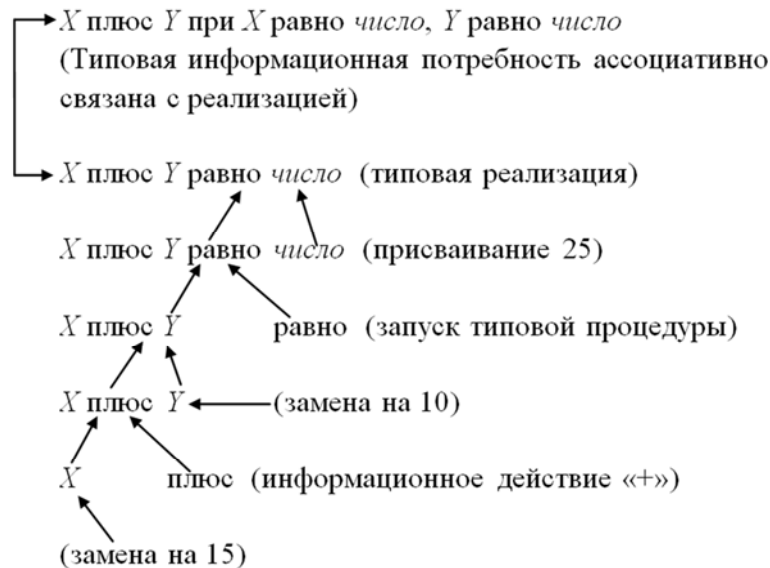 X плюс Y при X равно число, Y равно число
(Типовая информационная потребность ассоциативно
связана с реализацией)
X плюс Y равно число (типовая реализация)
X плюс Y равно число (присваивание 25)
X плюс Y равно (запуск типовой процедуры)
X плюс Y (замена на 10)
X плюс (информационное действие «+»)
(замена на 15)